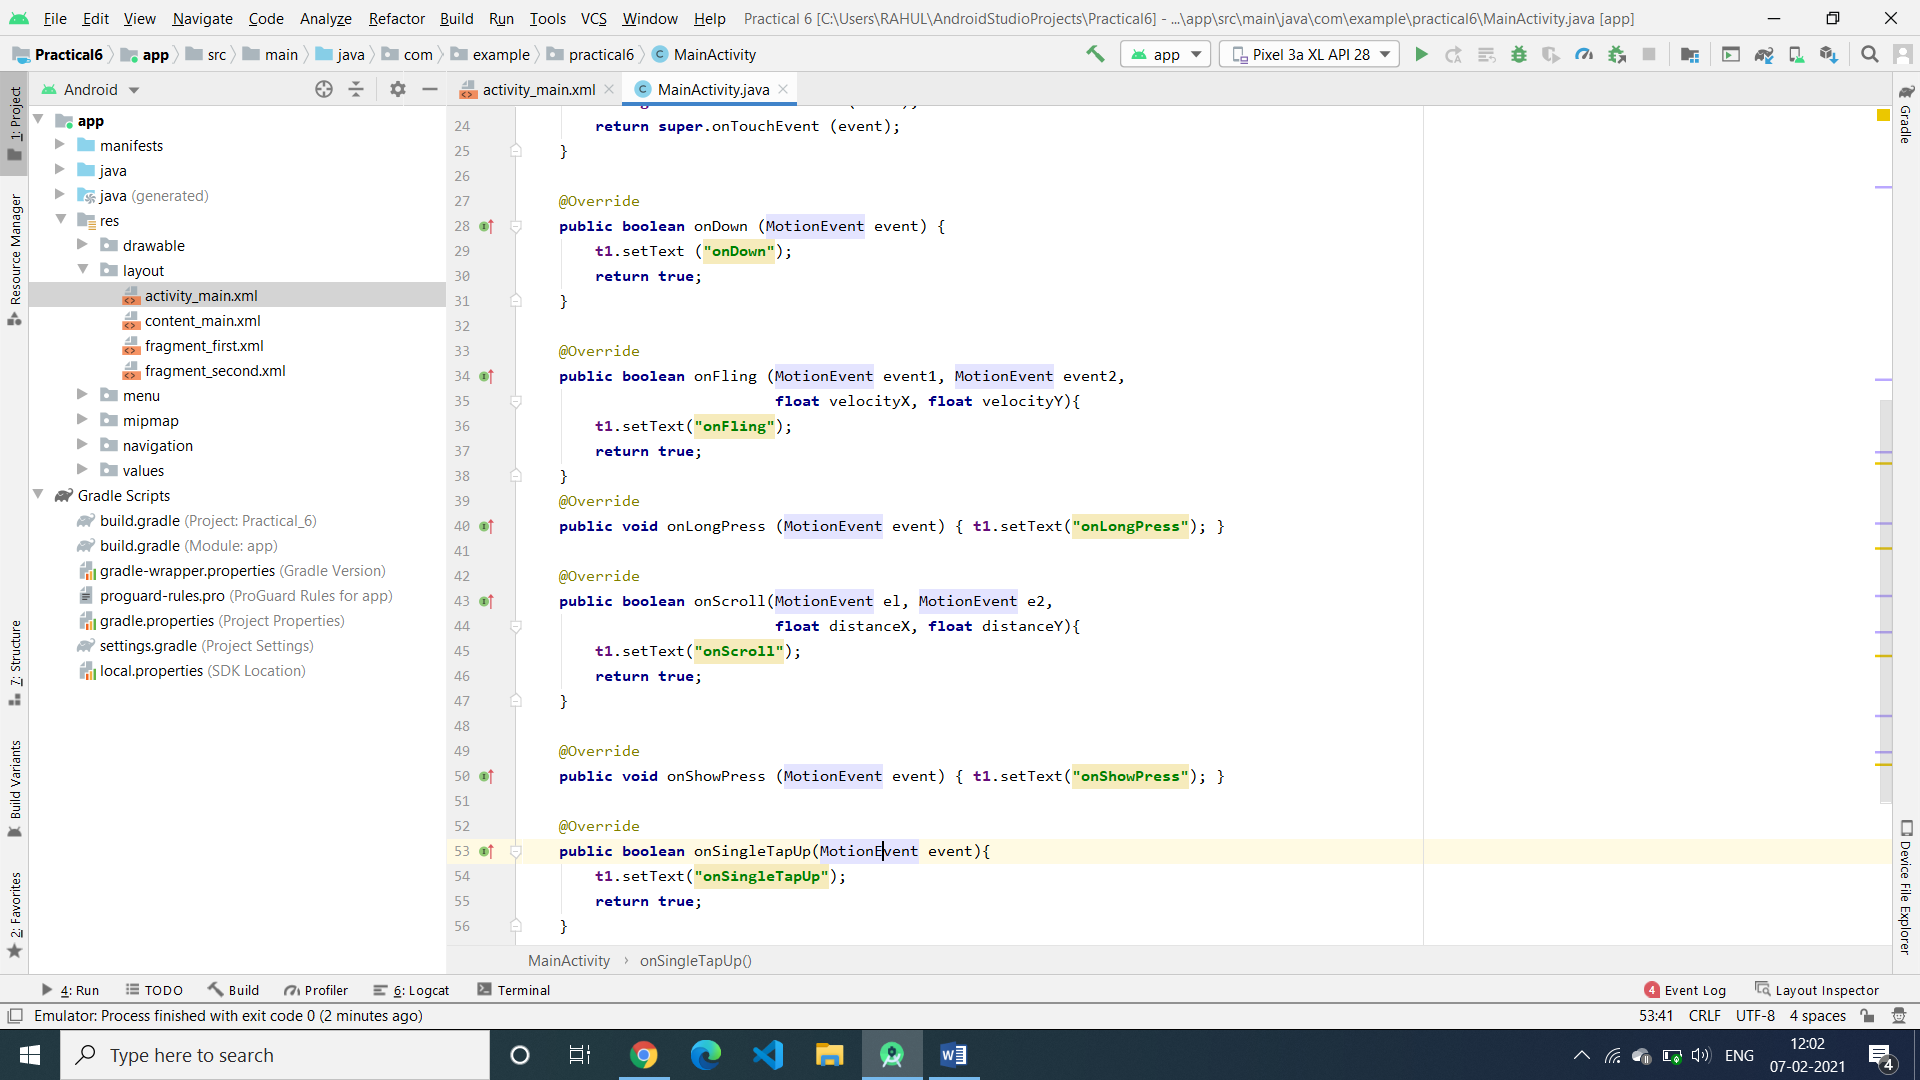 File Edit View Navigate Code Analyze Refactor Build Run Tools VCS Window Help Practical 6 [C:\Users\RAHUL\AndroidStudioProjects\Practical6] - ...\app\src\main\java\com\example\practical6\MainActivity.java [app]
Practical6 app src main java com example practical6 MainActivity app Pixel 3a XL API 28
Android activity_main.xml MainActivity.java
1: Project
Resource Manager
7: Structure
Build Variants
2: Favorites
app
manifests
java
java (generated)
res
drawable
layout
activity_main.xml
content_main.xml
fragment_first.xml
fragment_second.xml
menu
mipmap
navigation
values
Gradle Scripts
build.gradle (Project: Practical_6)
build.gradle (Module: app)
gradle-wrapper.properties (Gradle Version)
proguard-rules.pro (ProGuard Rules for app)
gradle.properties (Project Properties)
settings.gradle (Project Settings)
local.properties (SDK Location)
24 return super.onTouchEvent (event);
25 }
26
27 @Override
28 public boolean onDown (MotionEvent event) {
29 t1.setText ("onDown");
30 return true;
31 }
32
33 @Override
34 public boolean onFling (MotionEvent event1, MotionEvent event2,
35 float velocityX, float velocityY){
36 t1.setText("onFling");
37 return true;
38 }
39 @Override
40 public void onLongPress (MotionEvent event) { t1.setText("onLongPress"); }
41
42 @Override
43 public boolean onScroll(MotionEvent el, MotionEvent e2,
44 float distanceX, float distanceY){
45 t1.setText("onScroll");
46 return true;
47 }
48
49 @Override
50 public void onShowPress (MotionEvent event) { t1.setText("onShowPress"); }
51
52 @Override
53 public boolean onSingleTapUp(MotionEvent event){
54 t1.setText("onSingleTapUp");
55 return true;
56 }
MainActivity › onSingleTapUp()
Gradle
Device File Explorer
4: Run TODO Build Profiler 6: Logcat Terminal 4 Event Log Layout Inspector
Emulator: Process finished with exit code 0 (2 minutes ago) 53:41 CRLF UTF-8 4 spaces
Type here to search ENG 12:02
07-02-2021 4